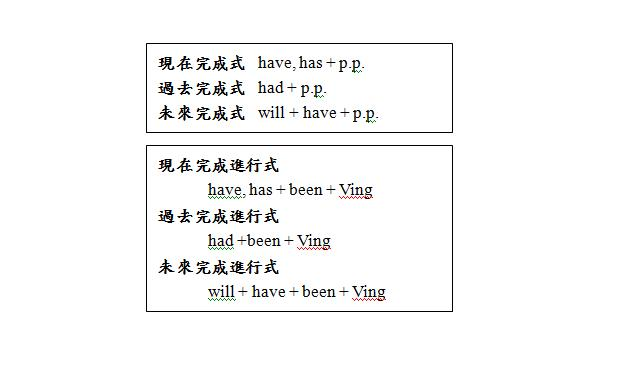 現在完成式 have, has + p.p.
過去完成式 had + p.p.
未來完成式 will + have + p.p.
現在完成進行式
have, has + been + Ving
過去完成進行式
had +been + Ving
未來完成進行式
will + have + been + Ving